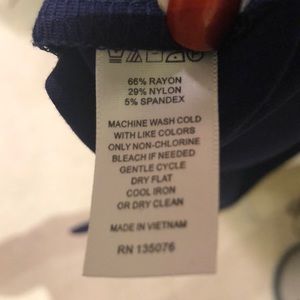 66% RAYON
29% NYLON
5% SPANDEX
MACHINE WASH COLD
WITH LIKE COLORS
ONLY NON-CHLORINE
BLEACH IF NEEDED
GENTLE CYCLE
DRY FLAT
COOL IRON
OR DRY CLEAN
MADE IN VIETNAM
RN 135076